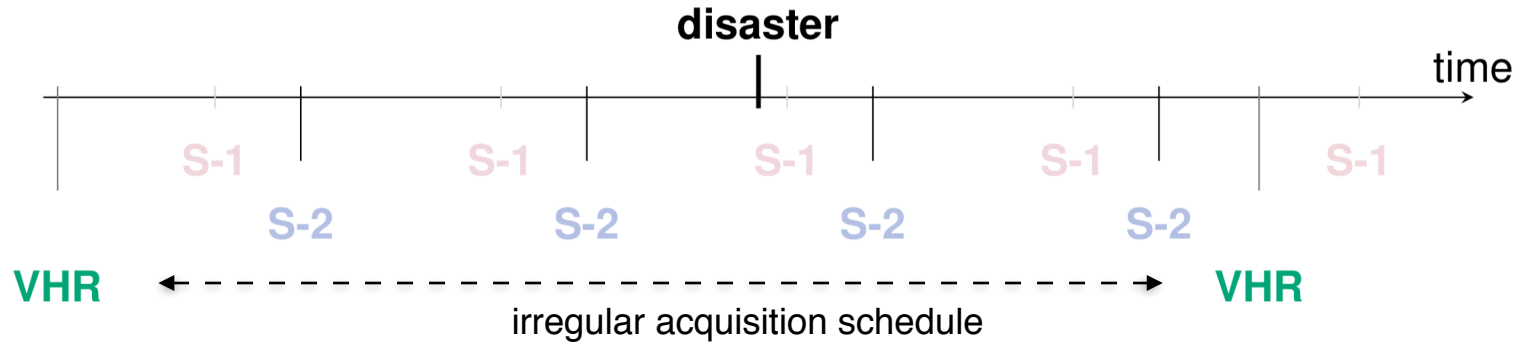 disaster
time
S-1 S-1 S-1 S-1 S-1
S-2 S-2 S-2 S-2
VHR VHR
irregular acquisition schedule